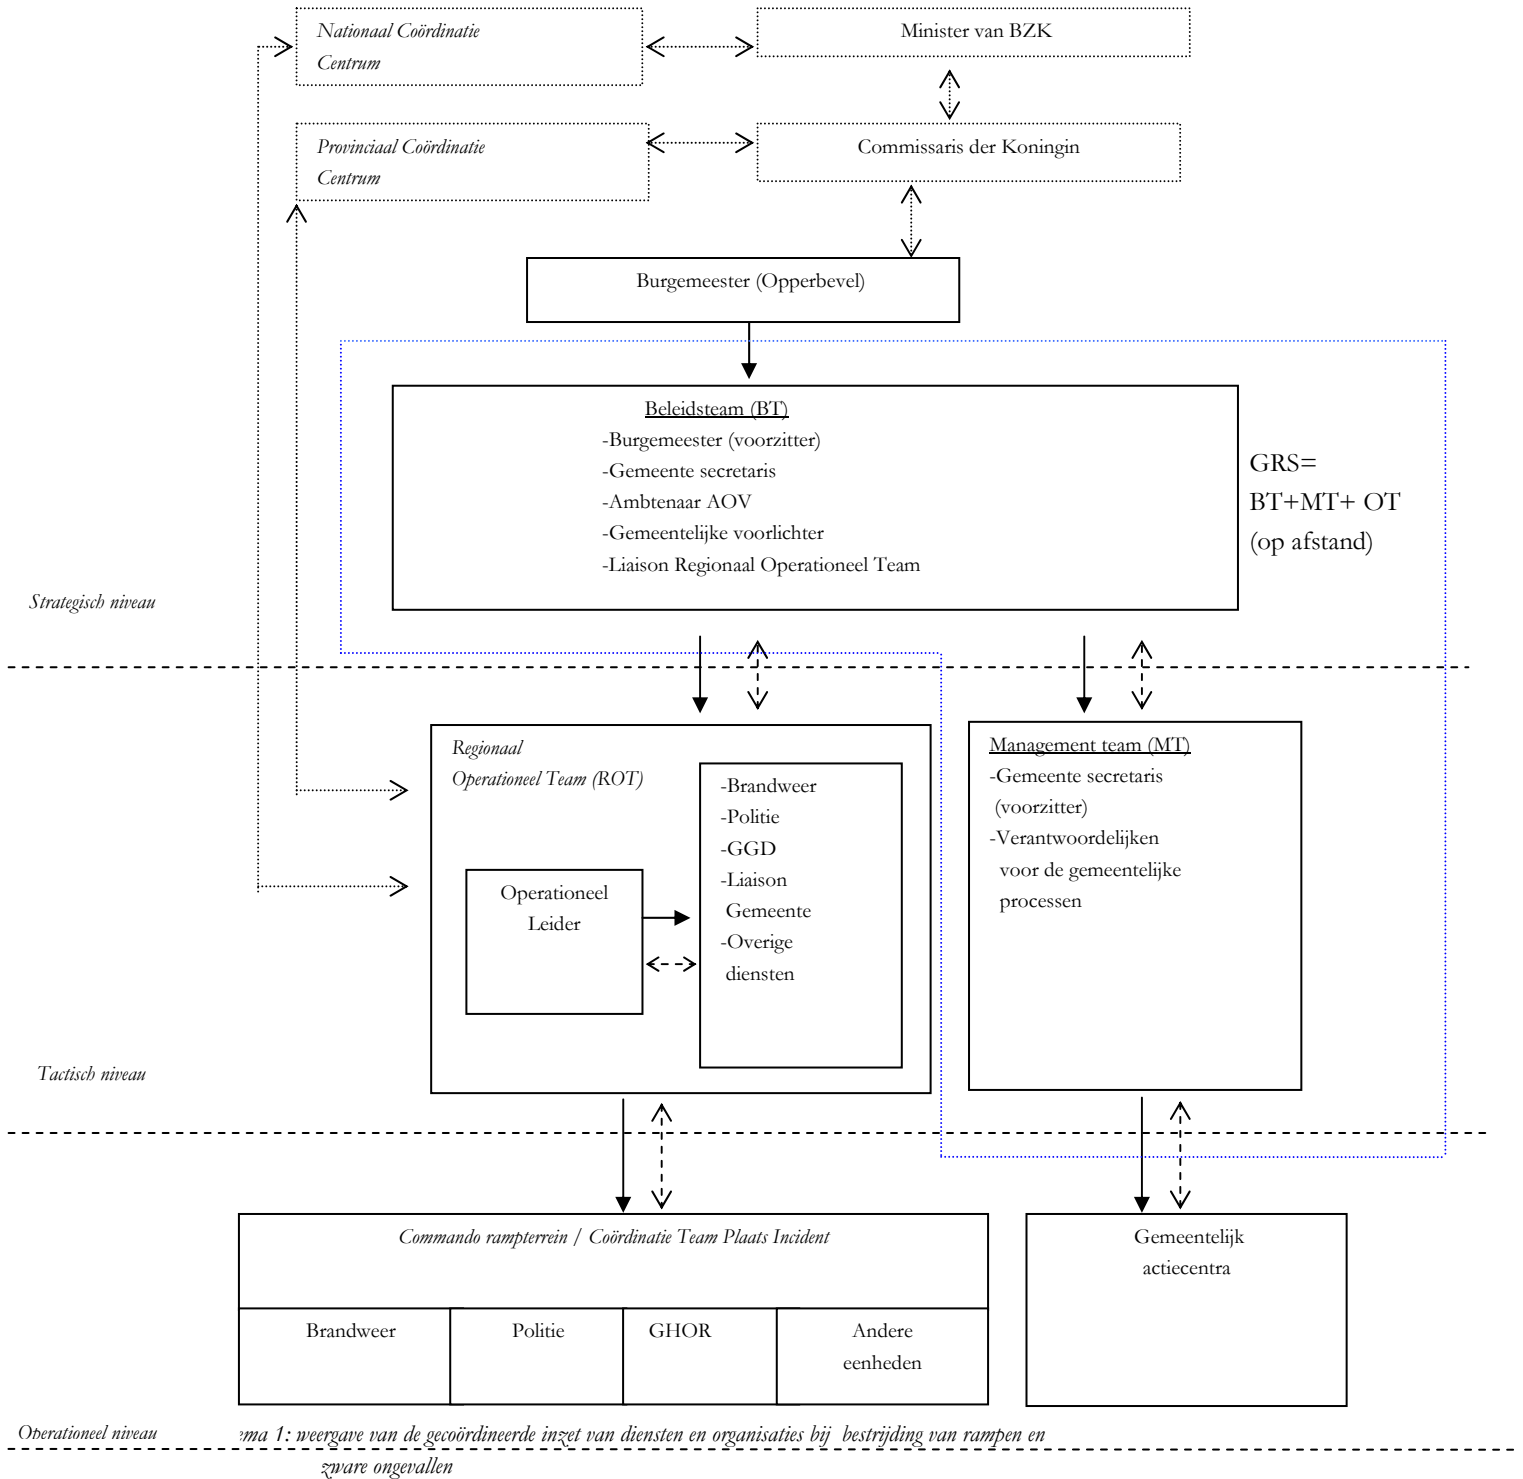 Nationaal Coördinatie
Centrum
Minister van BZK
Provinciaal Coördinatie
Centrum
Commissaris der Koningin
Burgemeester (Opperbevel)
Beleidsteam (BT)
-Burgemeester (voorzitter)
-Gemeente secretaris
-Ambtenaar AOV
-Gemeentelijke voorlichter
-Liaison Regionaal Operationeel Team
GRS=
BT+MT+ OT
(op afstand)
Strategisch niveau
Regionaal
Operationeel Team (ROT)
Operationeel
Leider
-Brandweer
-Politie
-GGD
-Liaison
Gemeente
-Overige
diensten
Management team (MT)
-Gemeente secretaris
(voorzitter)
-Verantwoordelijken
voor de gemeentelijke
processen
Tactisch niveau
Commando rampterrein / Coördinatie Team Plaats Incident
Brandweer
Politie
GHOR
Andere
eenheden
Gemeentelijk
actiecentra
Operationeel niveau
ema 1: weergave van de gecoördineerde inzet van diensten en organisaties bij bestrijding van rampen en
zware ongevallen